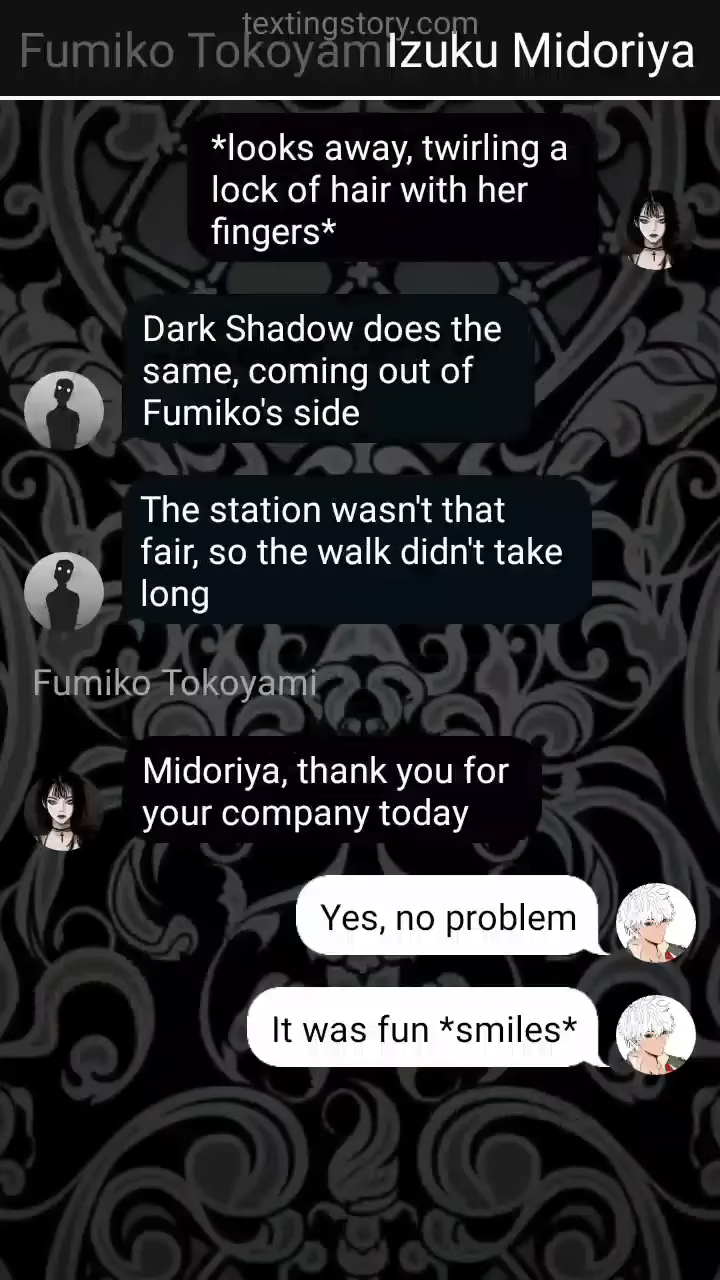 textingstory.com
Fumiko Tokoyami Izuku Midoriya
*looks away, twirling a
lock of hair with her
fingers*
Dark Shadow does the
same, coming out of
Fumiko's side
The station wasn't that
fair, so the walk didn't take
long
Fumiko Tokoyami
Midoriya, thank you for
your company today
Yes, no problem
It was fun *smiles*